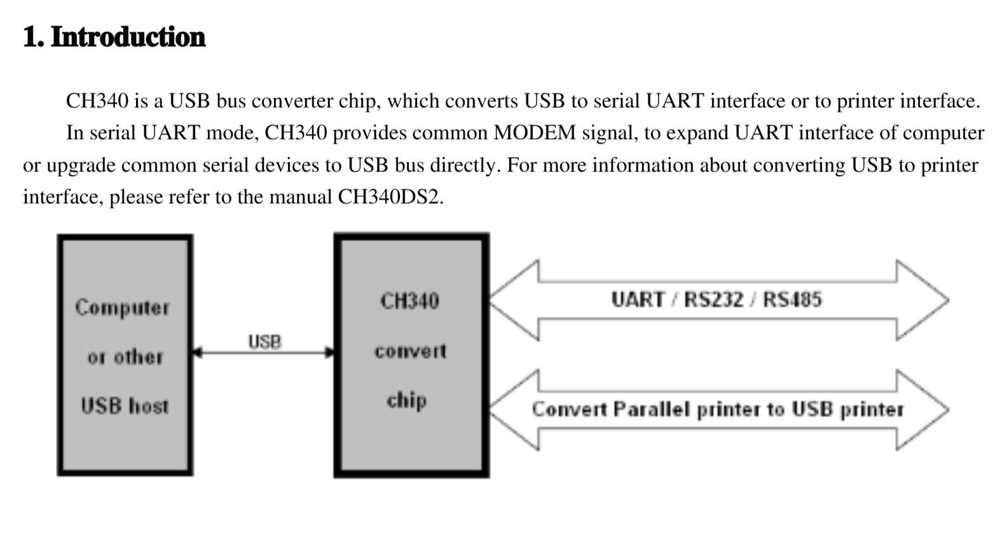 1. Introduction
CH340 is a USB bus converter chip, which converts USB to serial UART interface or to printer interface.
In serial UART mode, CH340 provides common MODEM signal, to expand UART interface of computer
or upgrade common serial devices to USB bus directly. For more information about converting USB to printer
interface, please refer to the manual CH340DS2.
Computer
or other
USB host
USB
CH340
convert
chip
UART / RS232 / RS485
Convert Parallel printer to USB printer